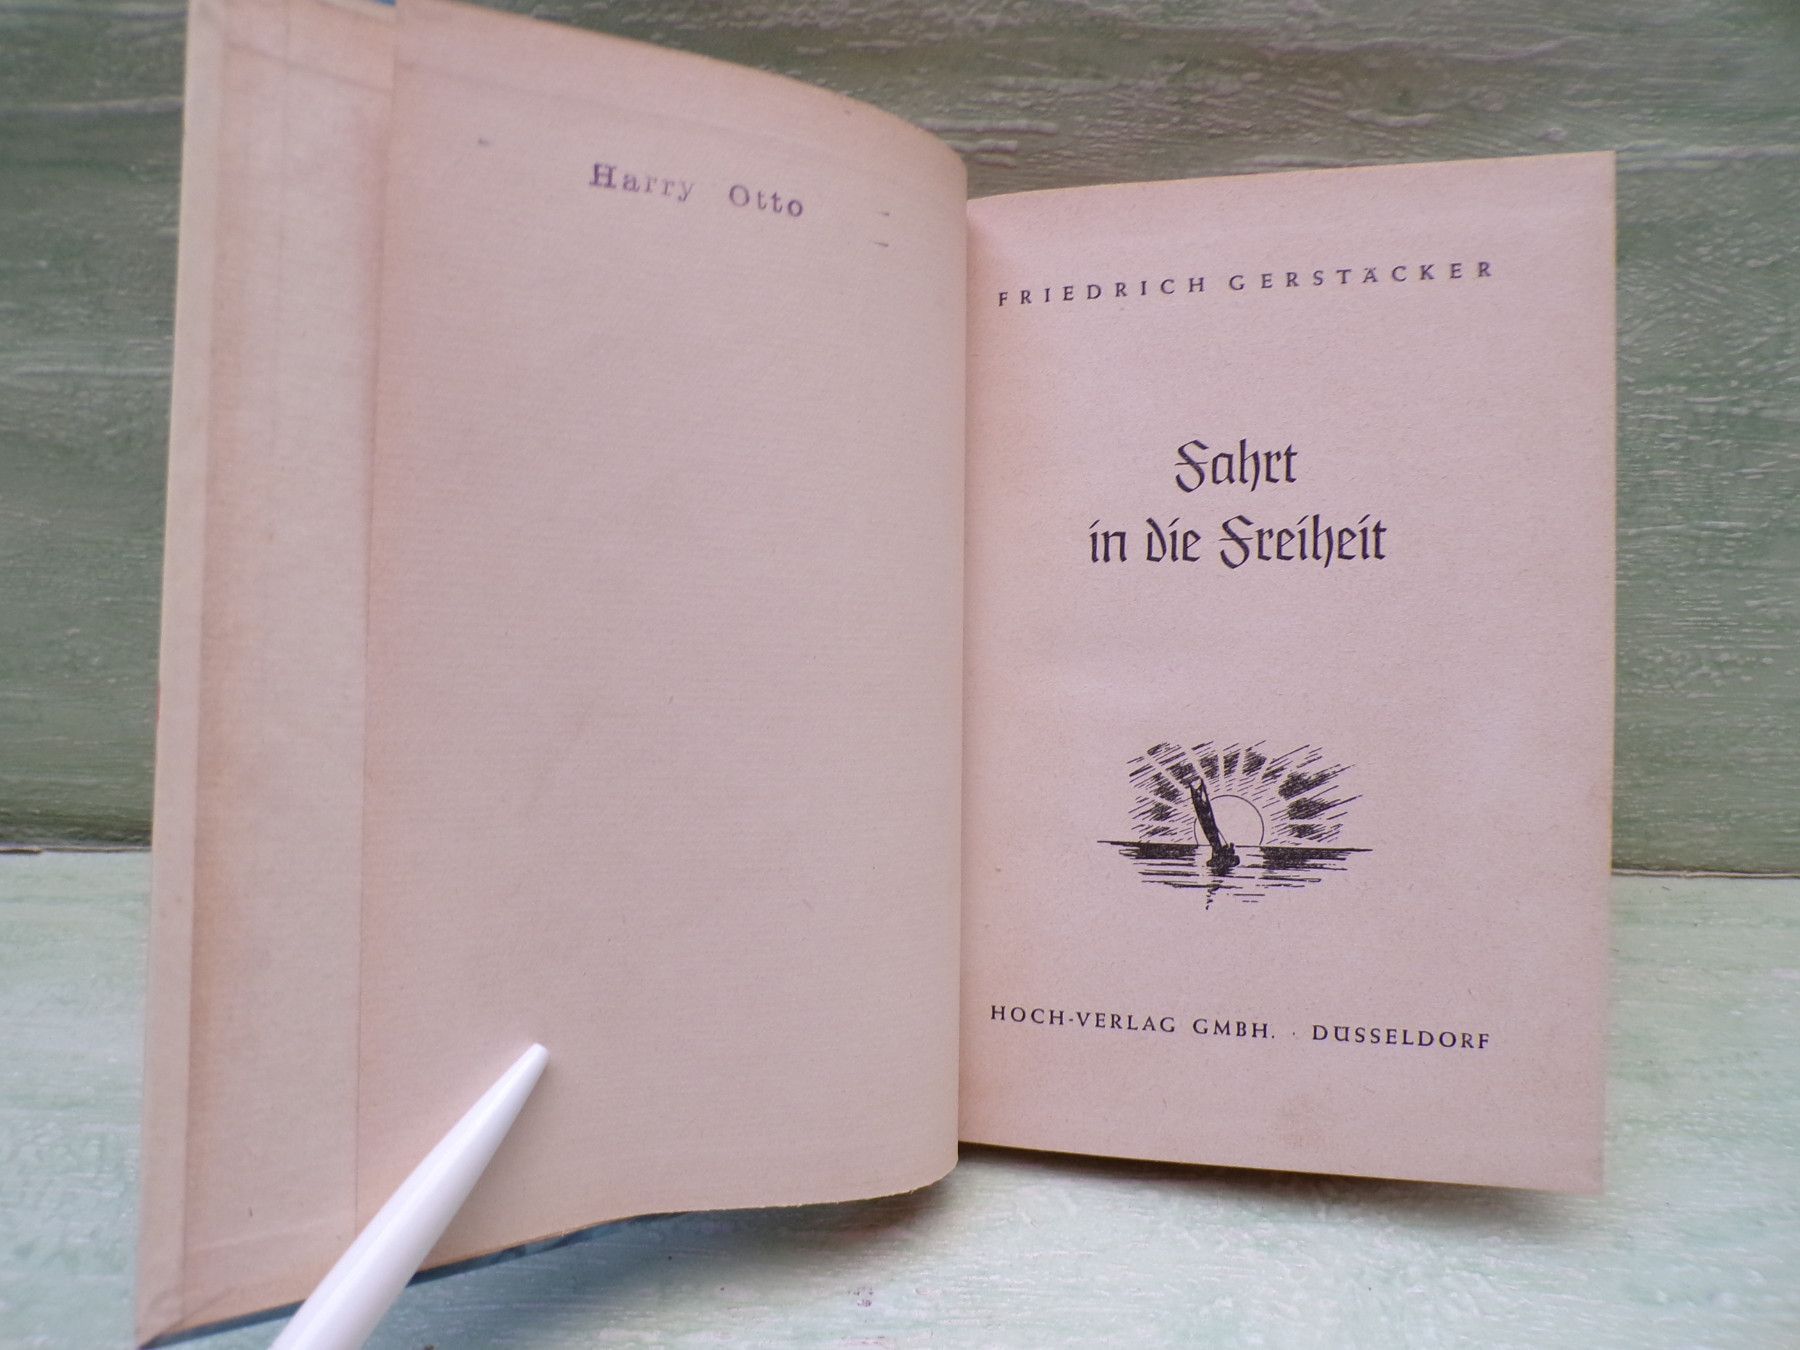 Harry Otto
FRIEDRICH GERSTÄCKER
Fahrt
in die Freiheit
HOCH-VERLAG GMBH. · DÜSSELDORF